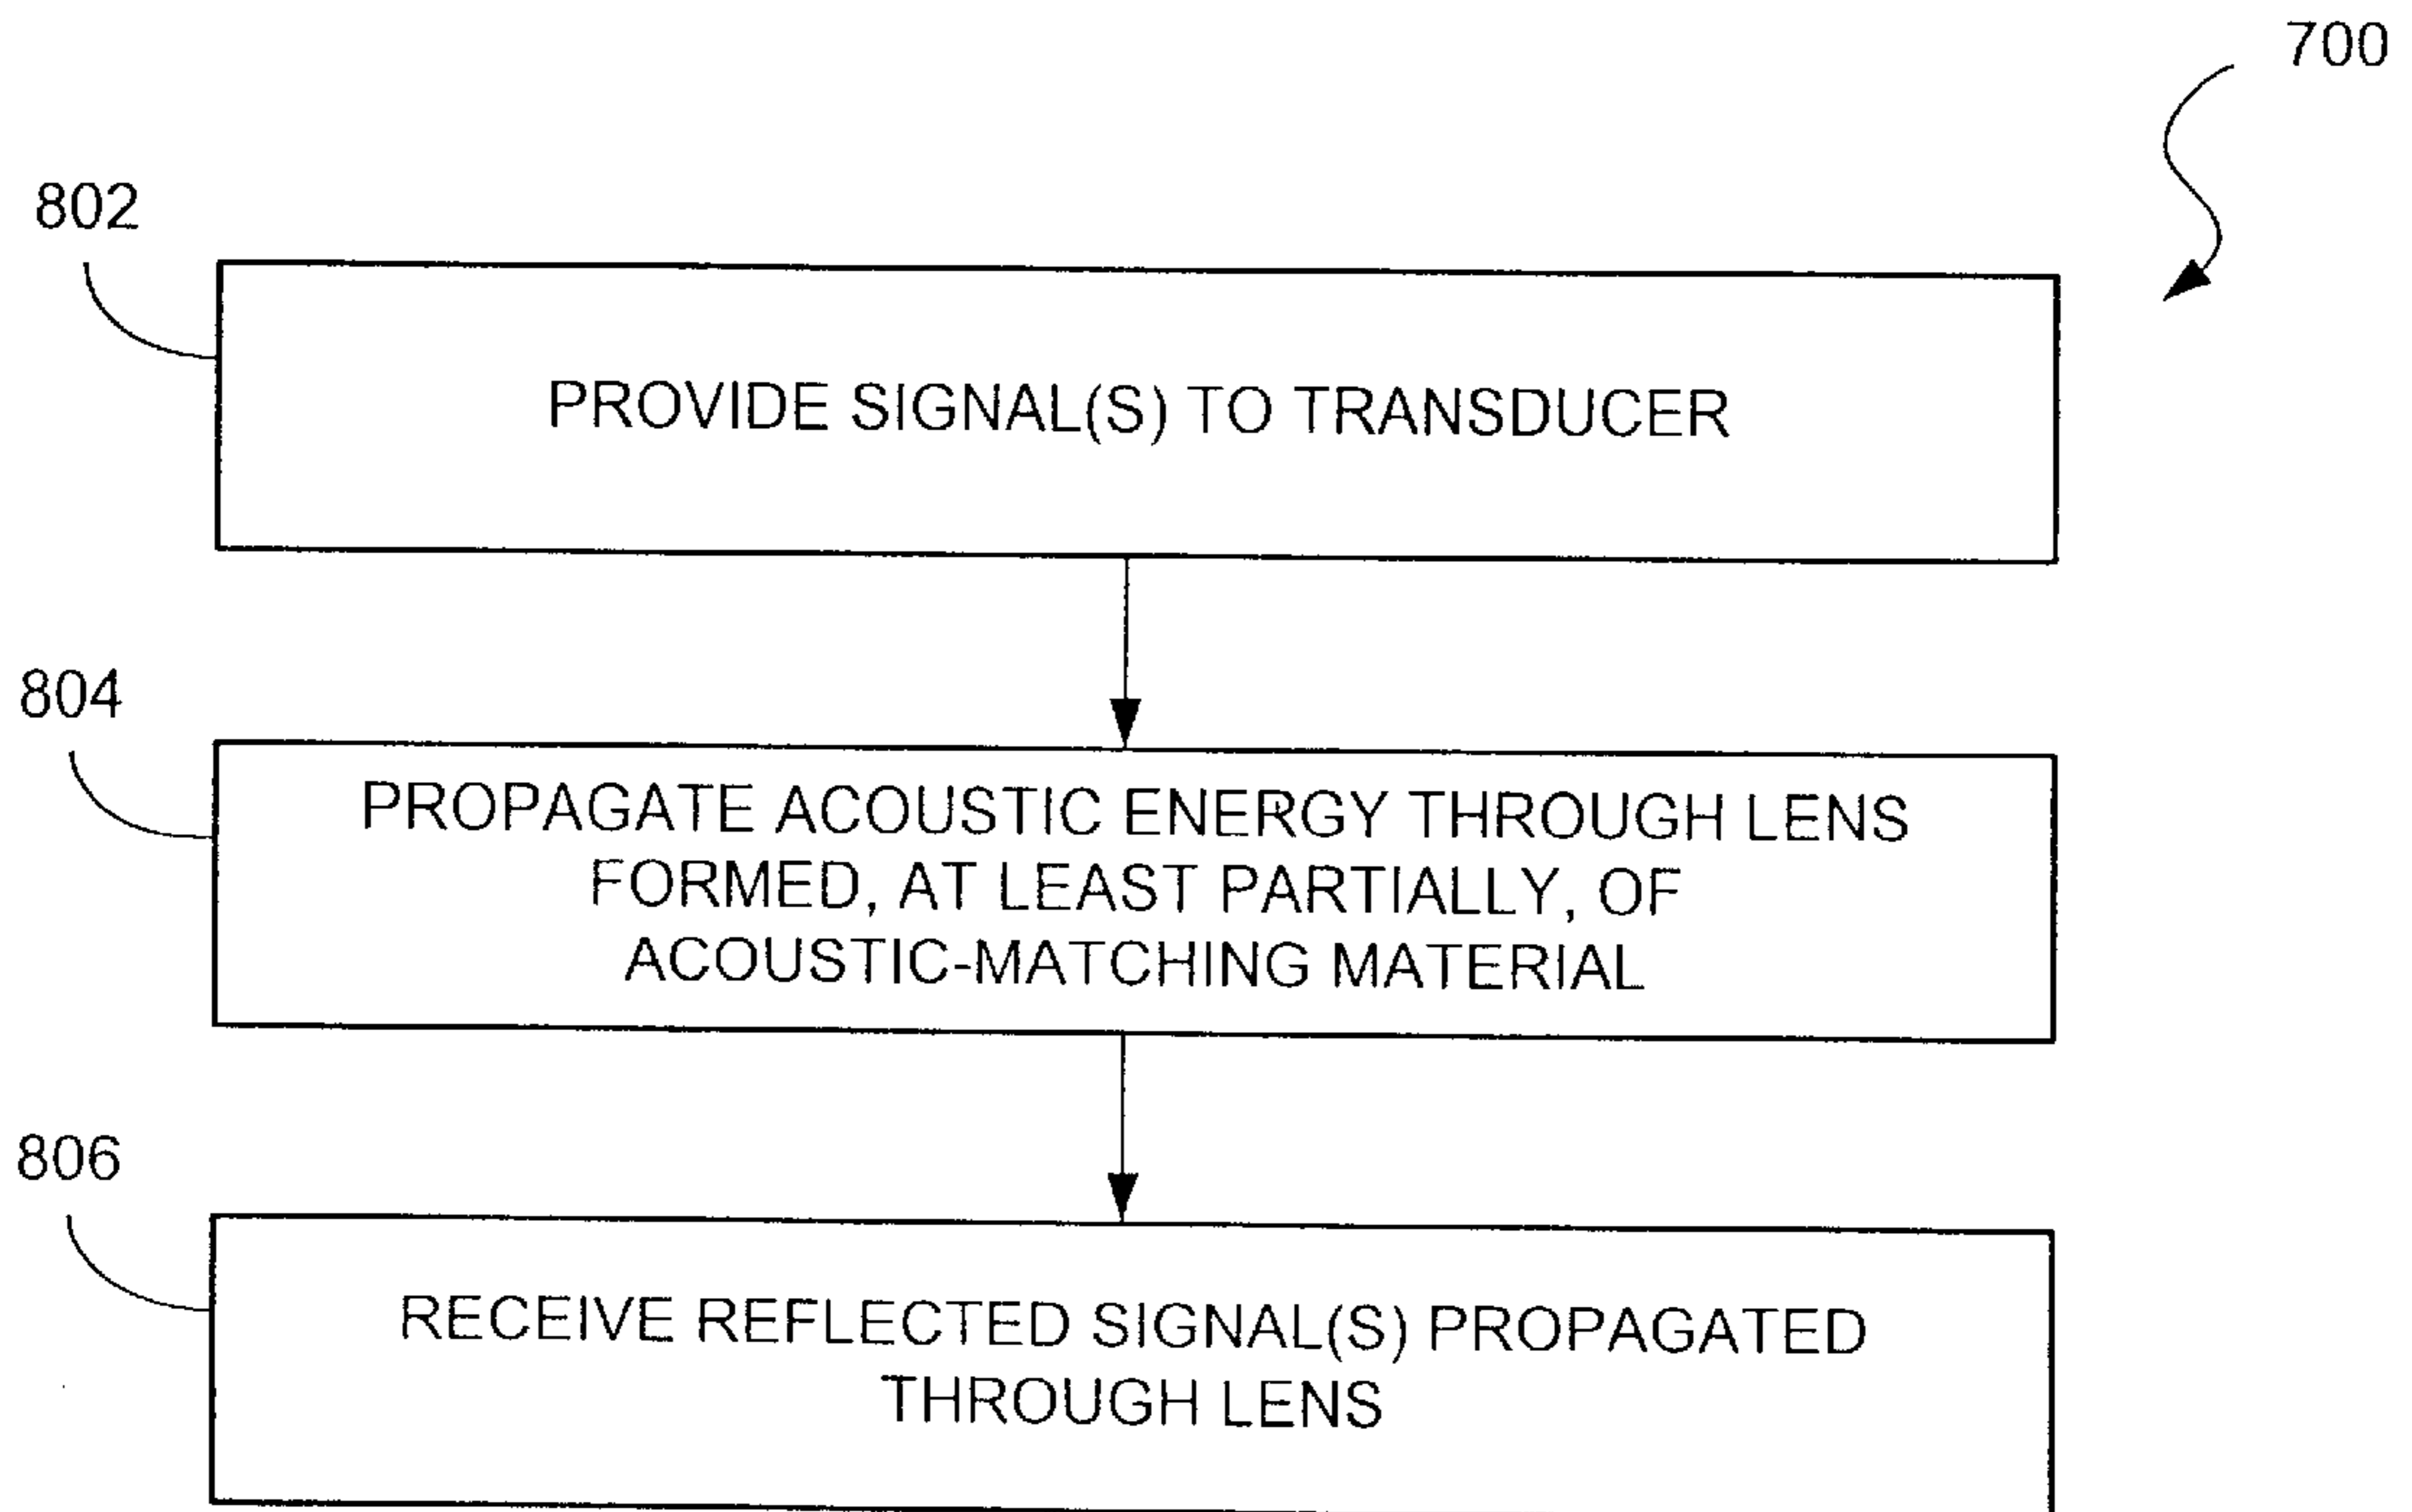 700
802
PROVIDE SIGNAL(S) TO TRANSDUCER
804
PROPAGATE ACOUSTIC ENERGY THROUGH LENS
FORMED, AT LEAST PARTIALLY, OF
ACOUSTIC-MATCHING MATERIAL
806
RECEIVE REFLECTED SIGNAL(S) PROPAGATED
THROUGH LENS